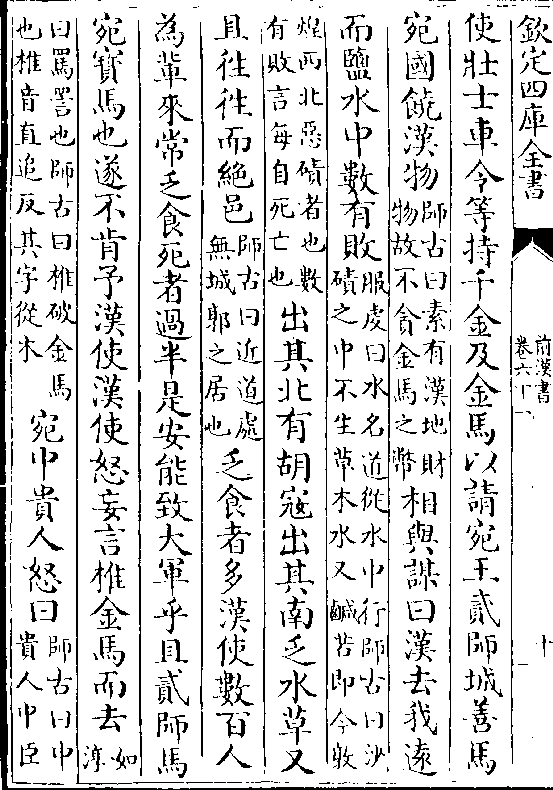 欽定四庫全書
前漢書
卷六十一
十一
使壯士車令等持千金及金馬以請宛王貳師城善馬
宛國饒漢物師古曰素有漢地財物故不貪金馬之幣相與謀曰漢去我遠
而鹽水中數有敗服虔曰水名道從水中行師古曰沙磧之中不生草木水又鹹苦即今敦
煌西北惡磧者也數有敗言每自死亡也出其北有胡寇出其南乏水草又
且往往而絶邑師古曰近道處無城郭之居也乏食者多漢使數百人
為軰來常乏食死者過半是安能致大軍乎且貳師馬
宛寳馬也遂不肯予漢使漢使怒妄言椎金馬而去如淳
曰罵詈也師古曰椎破金馬也椎音直追反其字從木宛中貴人怒曰師古曰中貴人中臣